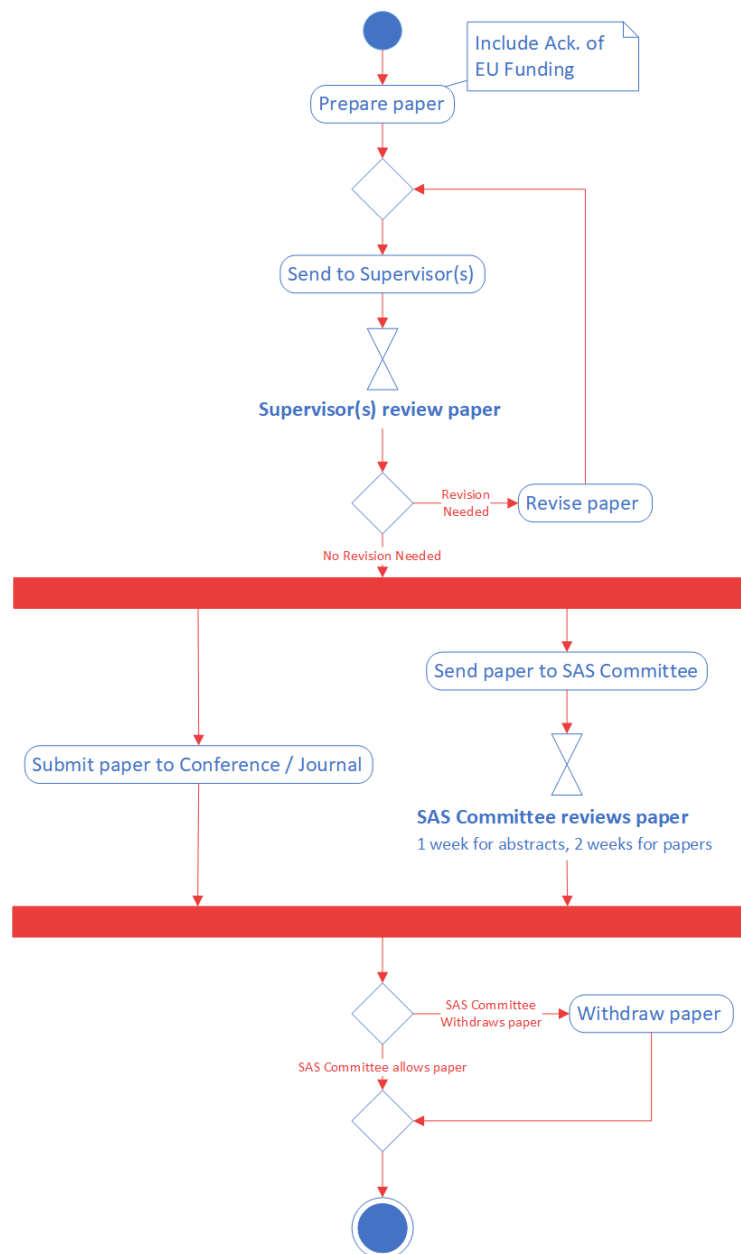 Include Ack. of
EU Funding
Prepare paper
Send to Supervisor(s)
Supervisor(s) review paper
Revision
Needed
Revise paper
No Revision Needed
Send paper to SAS Committee
Submit paper to Conference / Journal
SAS Committee reviews paper
1 week for abstracts, 2 weeks for papers
SAS Committee
Withdraws paper
Withdraw paper
SAS Committee allows paper